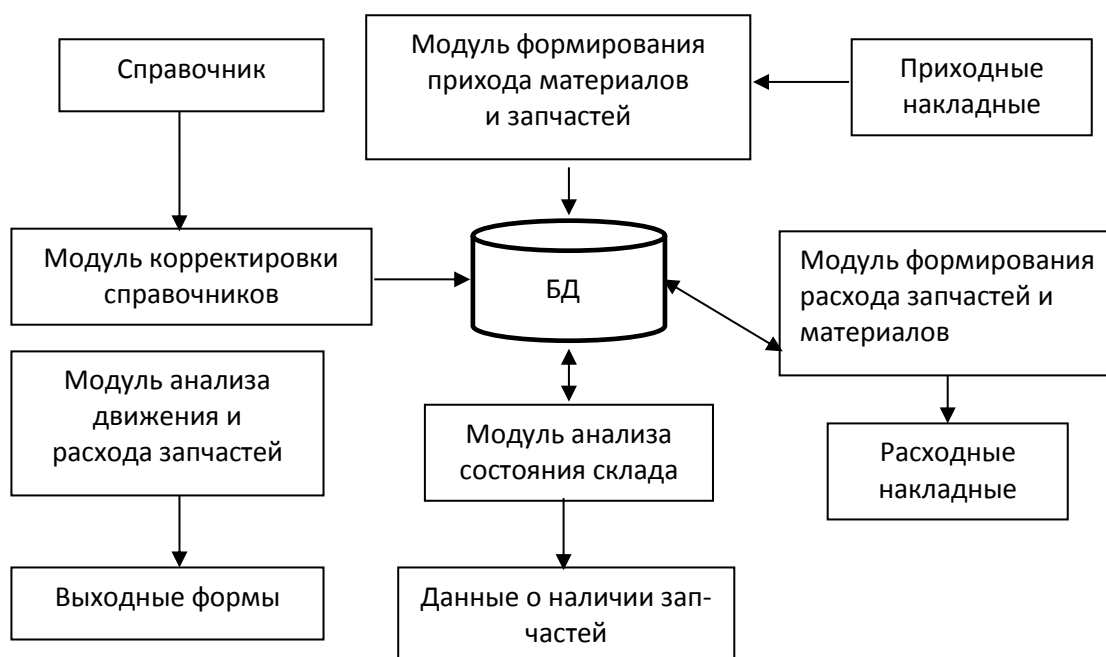 Справочник
Модуль формирования
прихода материалов
и запчастей
Приходные
накладные
Модуль корректировки
справочников
БД
Модуль формирования
расхода запчастей и
материалов
Модуль анализа
движения и
расхода запчастей
Модуль анализа
состояния склада
Расходные
накладные
Выходные формы
Данные о наличии зап-
частей